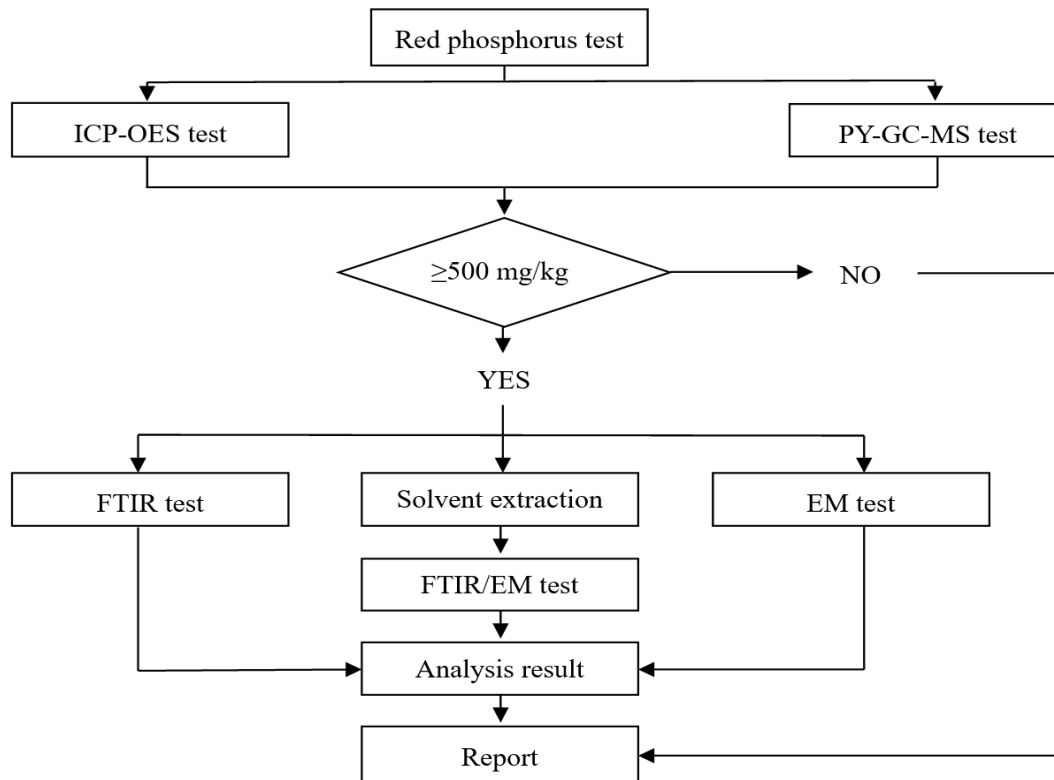 Red phosphorus test
ICP-OES test
PY-GC-MS test
≥500 mg/kg
NO
YES
FTIR test
Solvent extraction
EM test
FTIR/EM test
Analysis result
Report